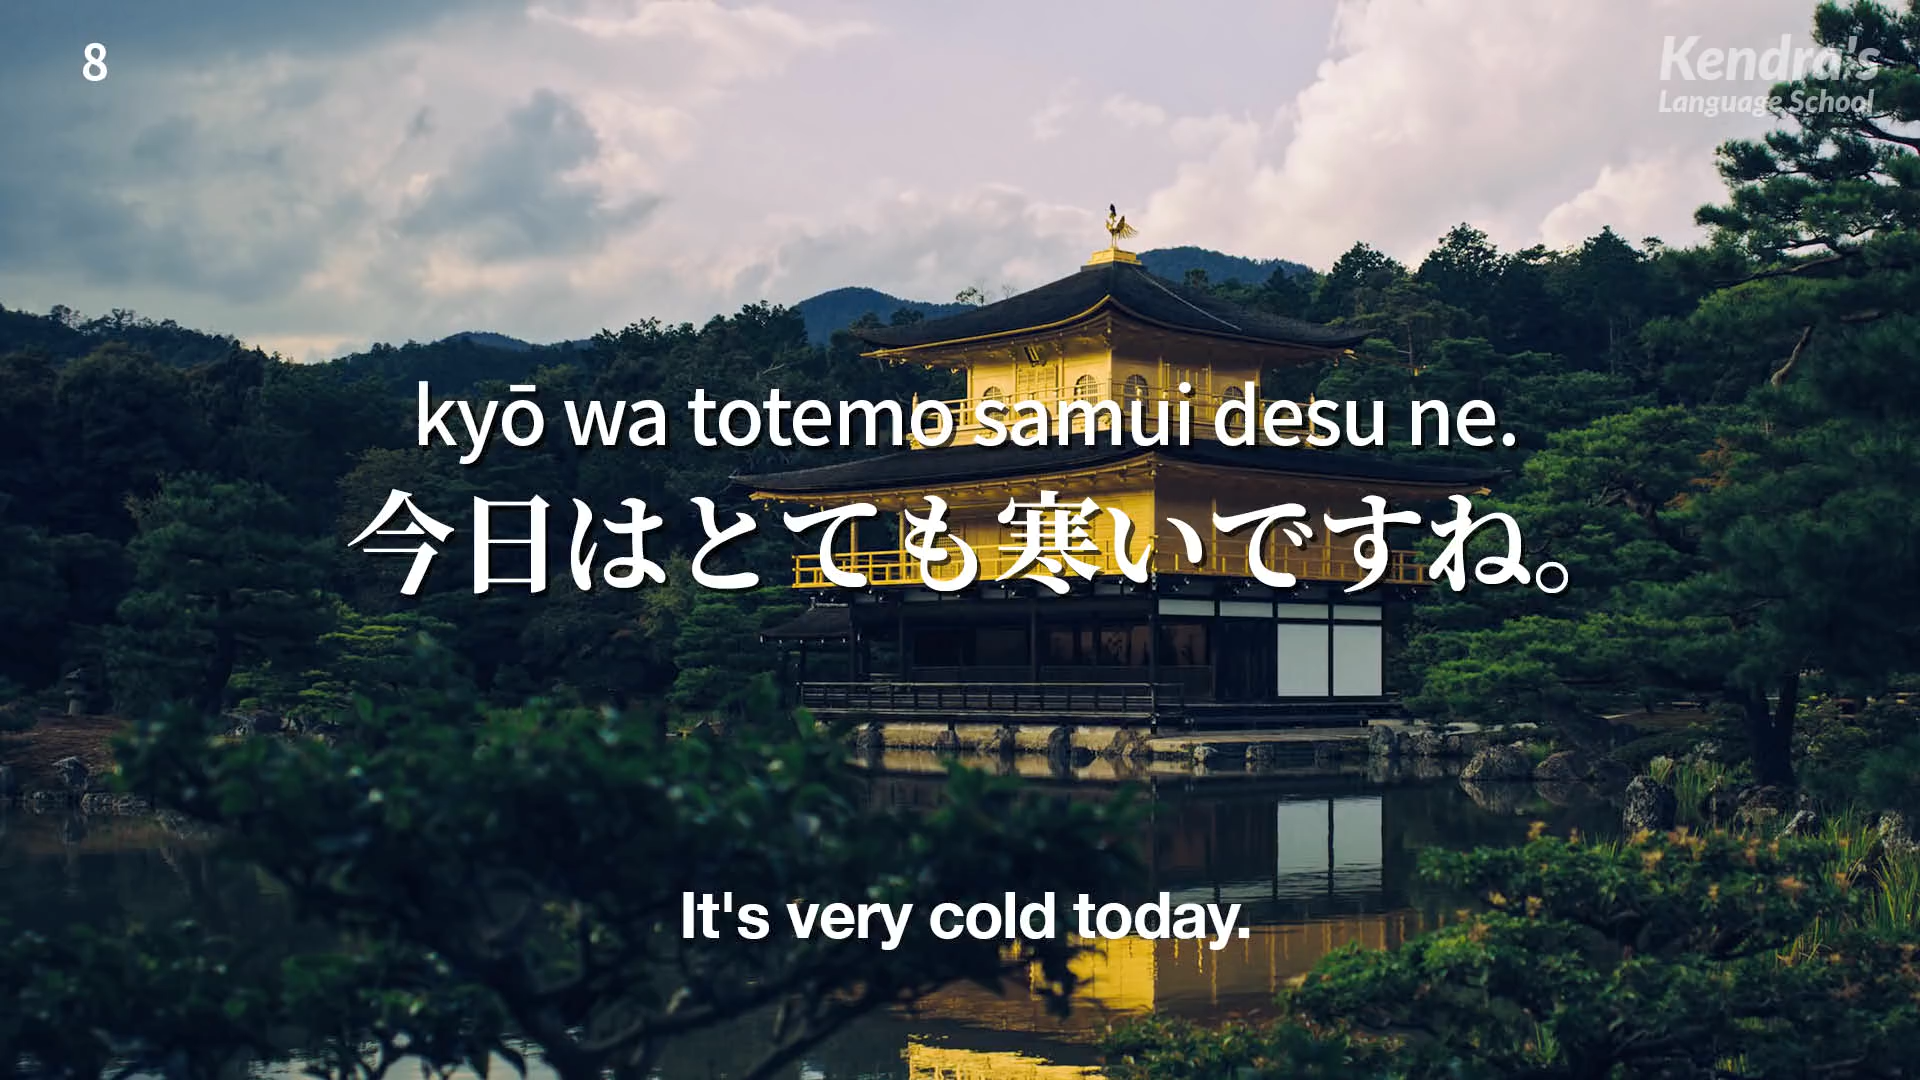 8
Kendra's
Language School
kyō wa totemo samui desu ne.
今日はとても寒いですね。
It's very cold today.